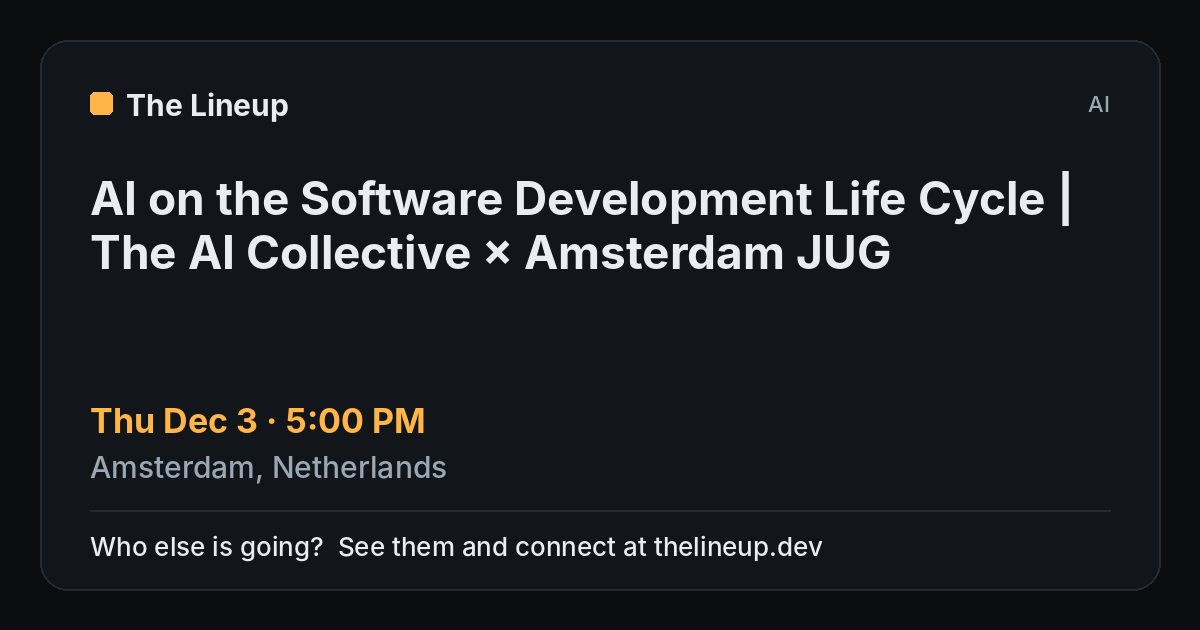 The Lineup
AI
AI on the Software Development Life Cycle |
The AI Collective × Amsterdam JUG
Thu Dec 3 · 5:00 PM
Amsterdam, Netherlands
Who else is going? See them and connect at thelineup.dev